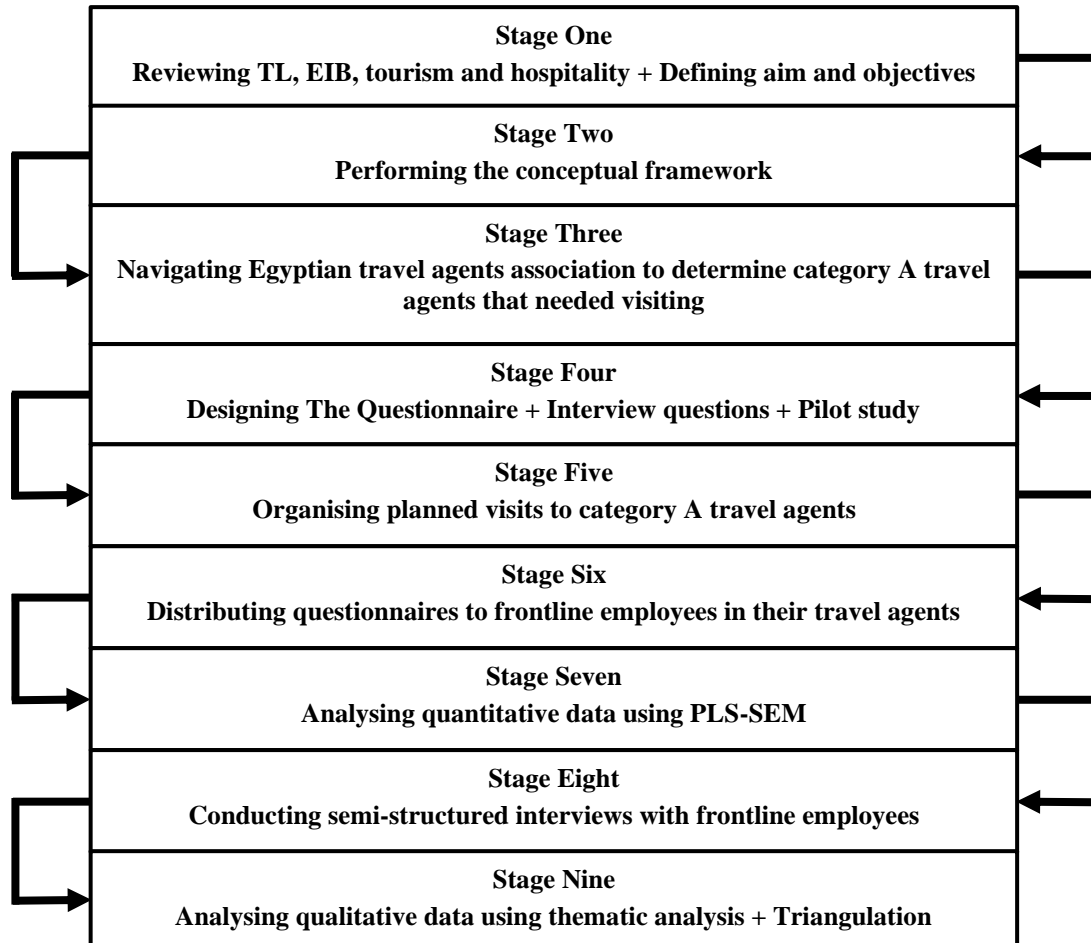 Stage One
Reviewing TL, EIB, tourism and hospitality + Defining aim and objectives
Stage Two
Performing the conceptual framework
Stage Three
Navigating Egyptian travel agents association to determine category A travel
agents that needed visiting
Stage Four
Designing The Questionnaire + Interview questions + Pilot study
Stage Five
Organising planned visits to category A travel agents
Stage Six
Distributing questionnaires to frontline employees in their travel agents
Stage Seven
Analysing quantitative data using PLS-SEM
Stage Eight
Conducting semi-structured interviews with frontline employees
Stage Nine
Analysing qualitative data using thematic analysis + Triangulation